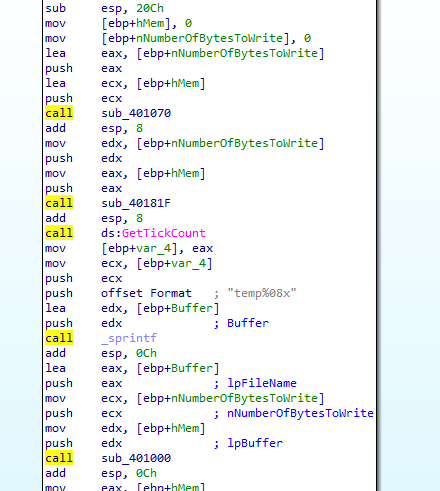 sub esp, 20Ch
mov [ebp+hMem], 0
mov [ebp+nNumberOfBytesToWrite], 0
lea eax, [ebp+nNumberOfBytesToWrite]
push eax
lea ecx, [ebp+hMem]
push ecx
call sub_401070
add esp, 8
mov edx, [ebp+nNumberOfBytesToWrite]
push edx
mov eax, [ebp+hMem]
push eax
call sub_40181F
add esp, 8
call ds:GetTickCount
mov [ebp+var_4], eax
mov ecx, [ebp+var_4]
push ecx
push offset Format ; "temp%08x"
lea edx, [ebp+Buffer]
push edx ; Buffer
call _sprintf
add esp, 0Ch
lea eax, [ebp+Buffer]
push eax ; lpFileName
mov ecx, [ebp+nNumberOfBytesToWrite]
push ecx ; nNumberOfBytesToWrite
mov edx, [ebp+hMem]
push edx ; lpBuffer
call sub_401000
add esp, 0Ch
mov eax, [ebp+hMem]